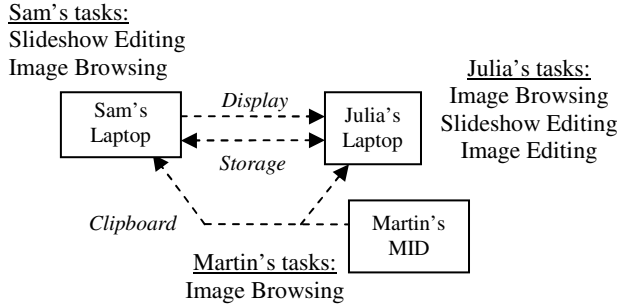 Sam's tasks:
Slideshow Editing
Image Browsing
Julia's tasks:
Image Browsing
Slideshow Editing
Image Editing
Sam's
Laptop
Display
Storage
Julia's
Laptop
Clipboard
Martin's
MID
Martin's tasks:
Image Browsing